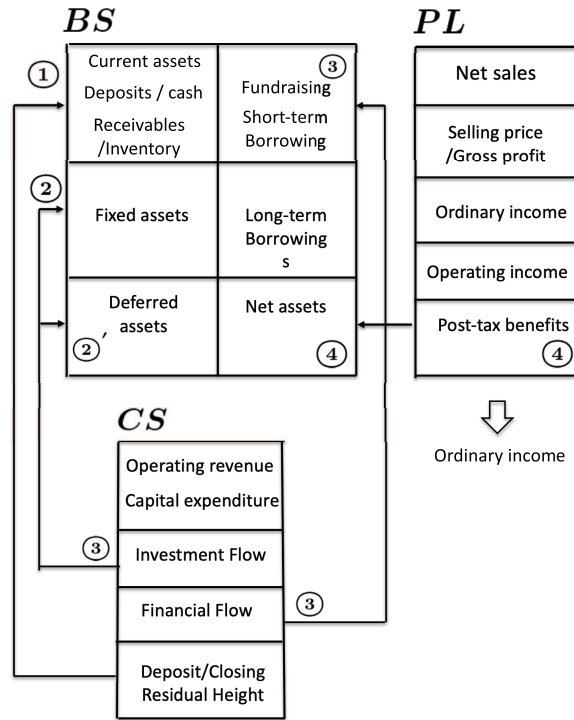 BS
PL
①
Current assets
Deposits / cash
Receivables
/Inventory
③
Fundraising
Short-term
Borrowing
Net sales
Selling price
/Gross profit
②
Fixed assets
Long-term
Borrowing
s
Ordinary income
Operating income
Deferred
assets
②′
Net assets
④
Post-tax benefits
④
Ordinary income
CS
Operating revenue
Capital expenditure
③
Investment Flow
Financial Flow
③
Deposit/Closing
Residual Height